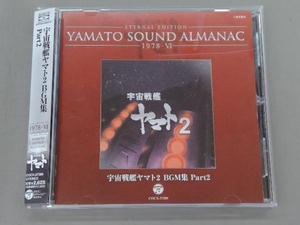 宇宙戦艦ヤマト2 BGM集
Part2
1978-VI
ETERNAL EDITION
YAMATO SOUND ALMANAC
1978-VI
宇宙戦艦
ヤマト2
宇宙戦艦ヤマト2 BGM集 Part2